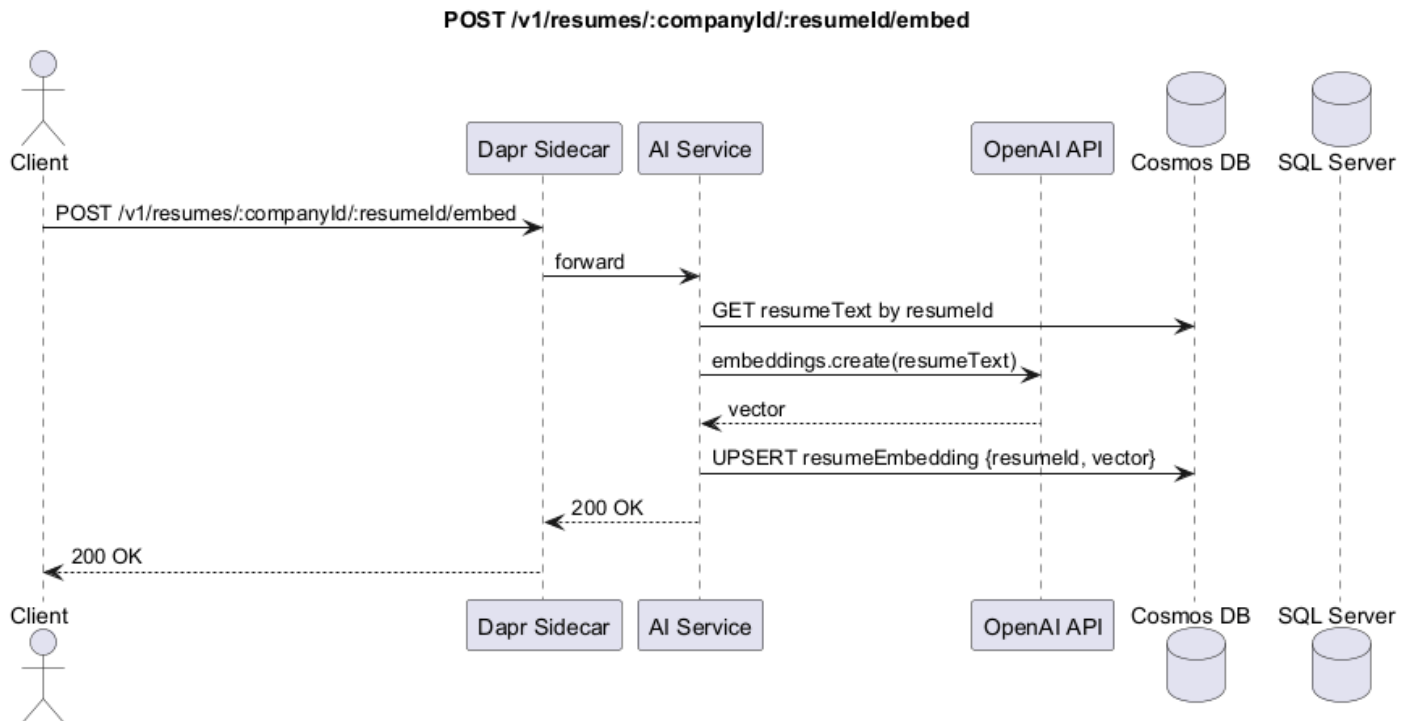 POST /v1/resumes/:companyId/:resumeId/embed
Client
Dapr Sidecar
AI Service
OpenAI API
Cosmos DB
SQL Server
POST /v1/resumes/:companyId/:resumeId/embed
forward
GET resumeText by resumeId
embeddings.create(resumeText)
vector
UPSERT resumeEmbedding {resumeId, vector}
200 OK
200 OK
Client
Dapr Sidecar
AI Service
OpenAI API
Cosmos DB
SQL Server